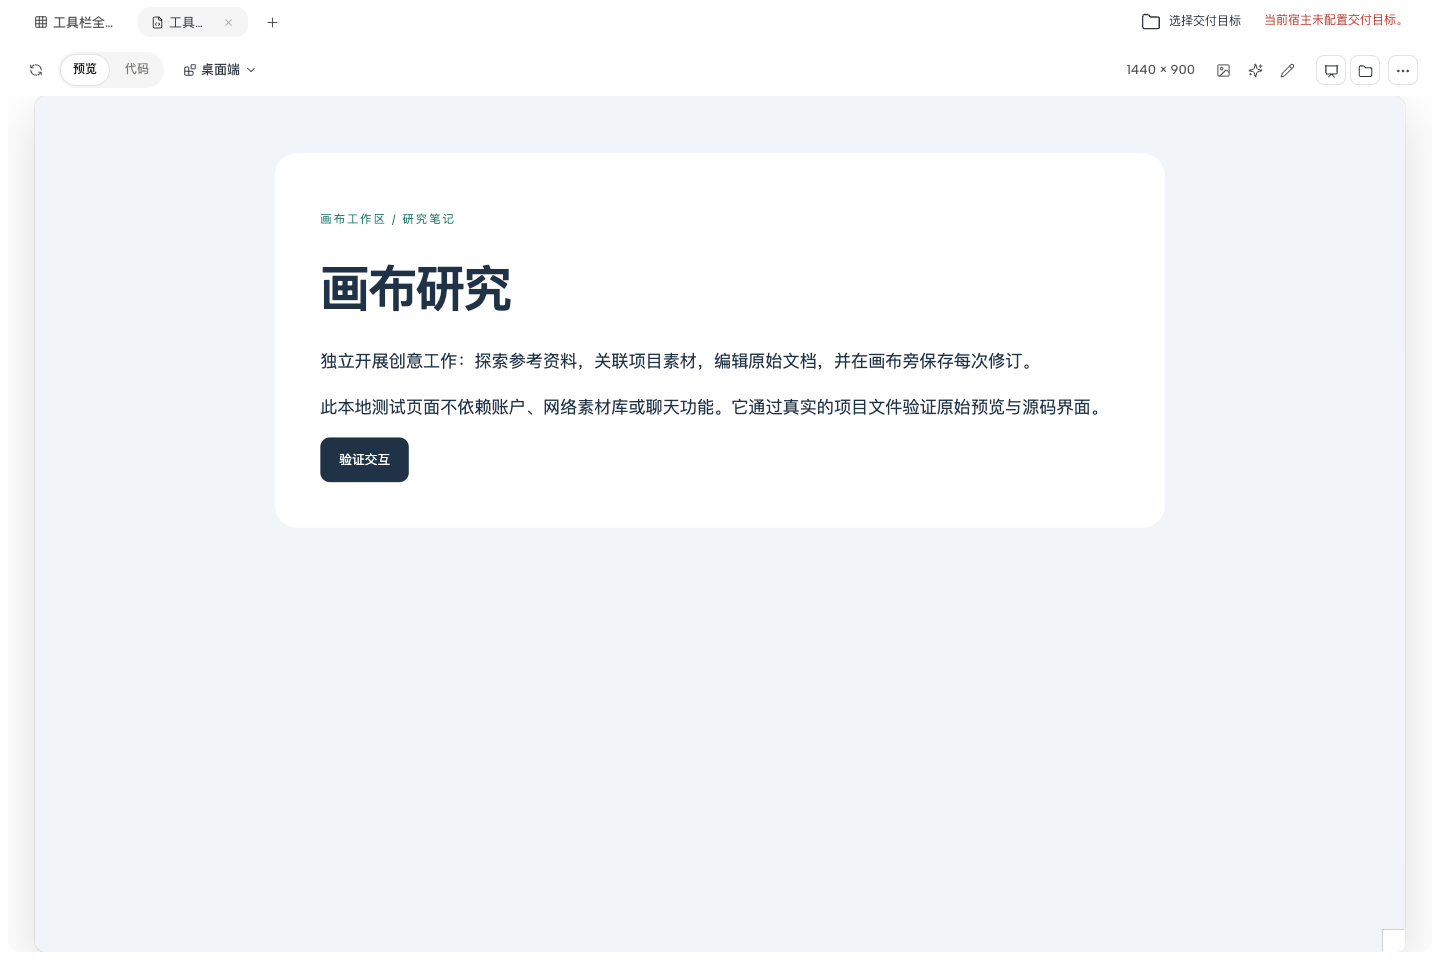 工具栏全...
工具...
选择交付目标
当前宿主未配置交付目标。
预览
代码
桌面端
1440 × 900
画布工作区 / 研究笔记
画布研究
独立开展创意工作：探索参考资料，关联项目素材，编辑原始文档，并在画布旁保存每次修订。
此本地测试页面不依赖账户、网络素材库或聊天功能。它通过真实的项目文件验证原始预览与源码界面。
验证交互